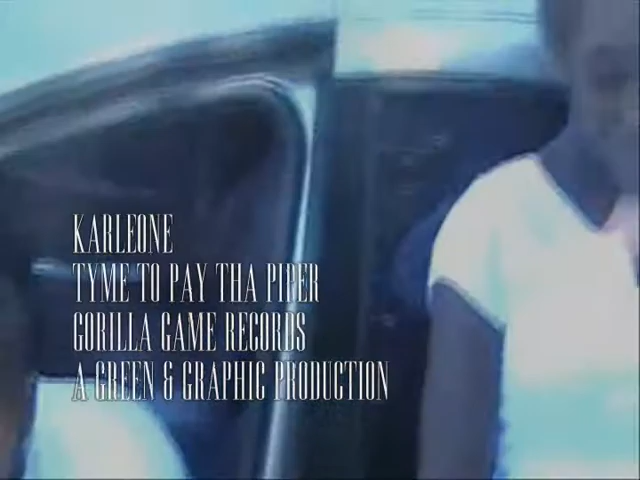 KARLEONE
TYME TO PAY THA PIPER
GORILLA GAME RECORDS
A GREEN & GRAPHIC PRODUCTION